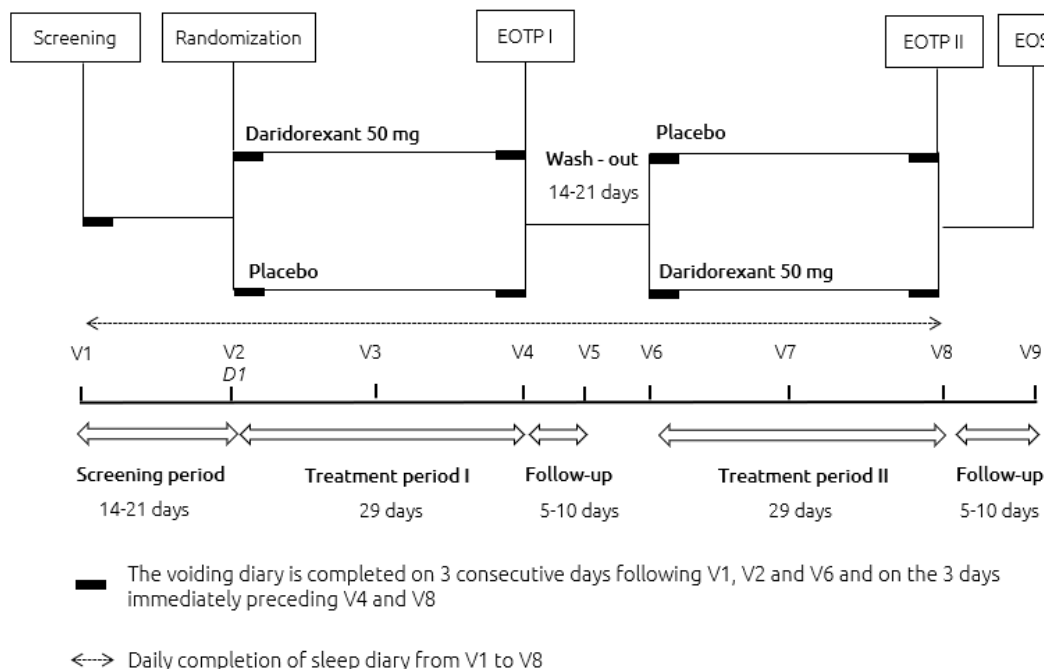 Screening
Randomization
EOTP I
EOTP II
EOS
Daridorexant 50 mg
Placebo
Wash - out
14-21 days
Placebo
Daridorexant 50 mg
V1 V2 V3 V4 V5 V6 V7 V8 V9
D1
Screening period Treatment period I Follow-up Treatment period II Follow-up
14-21 days 29 days 5-10 days 29 days 5-10 days
The voiding diary is completed on 3 consecutive days following V1, V2 and V6 and on the 3 days
immediately preceding V4 and V8
Daily completion of sleep diary from V1 to V8